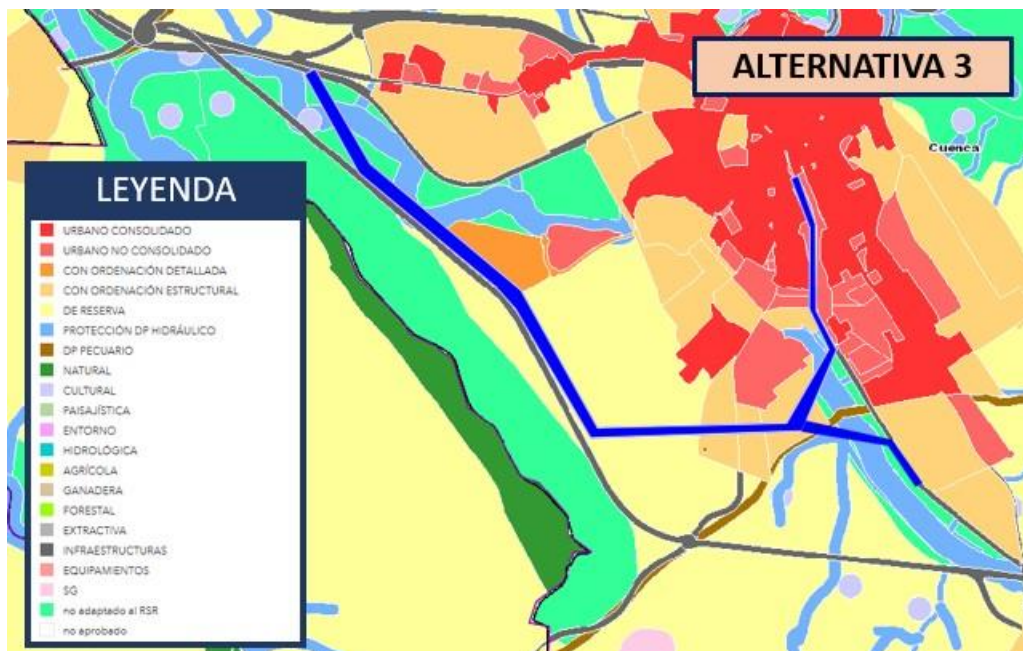 ALTERNATIVA 3
Cuenca
LEYENDA
URBANO CONSOLIDADO
URBANO NO CONSOLIDADO
CON ORDENACIÓN DETALLADA
CON ORDENACIÓN ESTRUCTURAL
DE RESERVA
PROTECCIÓN DP HIDRÁULICO
DP PECUARIO
NATURAL
CULTURAL
PAISAJÍSTICA
ENTORNO
HIDROLÓGICA
AGRÍCOLA
GANADERA
FORESTAL
EXTRACTIVA
INFRAESTRUCTURAS
EQUIPAMIENTOS
SG
no adaptado al RSR
no aprobado